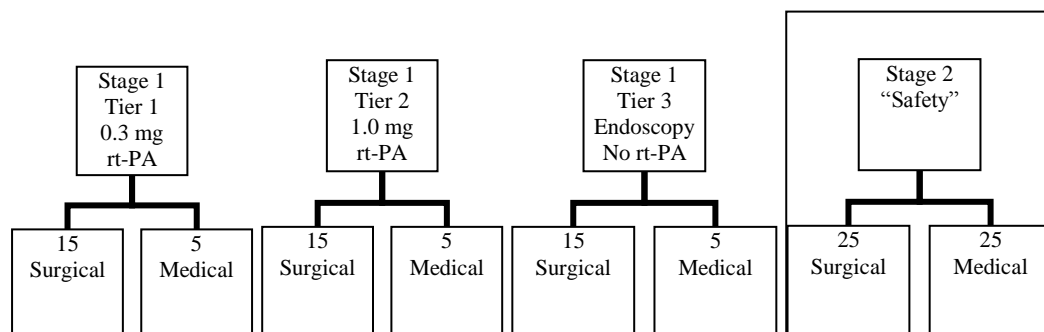 Stage 1
Tier 1
0.3 mg
rt-PA
Stage 1
Tier 2
1.0 mg
rt-PA
Stage 1
Tier 3
Endoscopy
No rt-PA
Stage 2
“Safety”
15
Surgical
5
Medical
15
Surgical
5
Medical
15
Surgical
5
Medical
25
Surgical
25
Medical